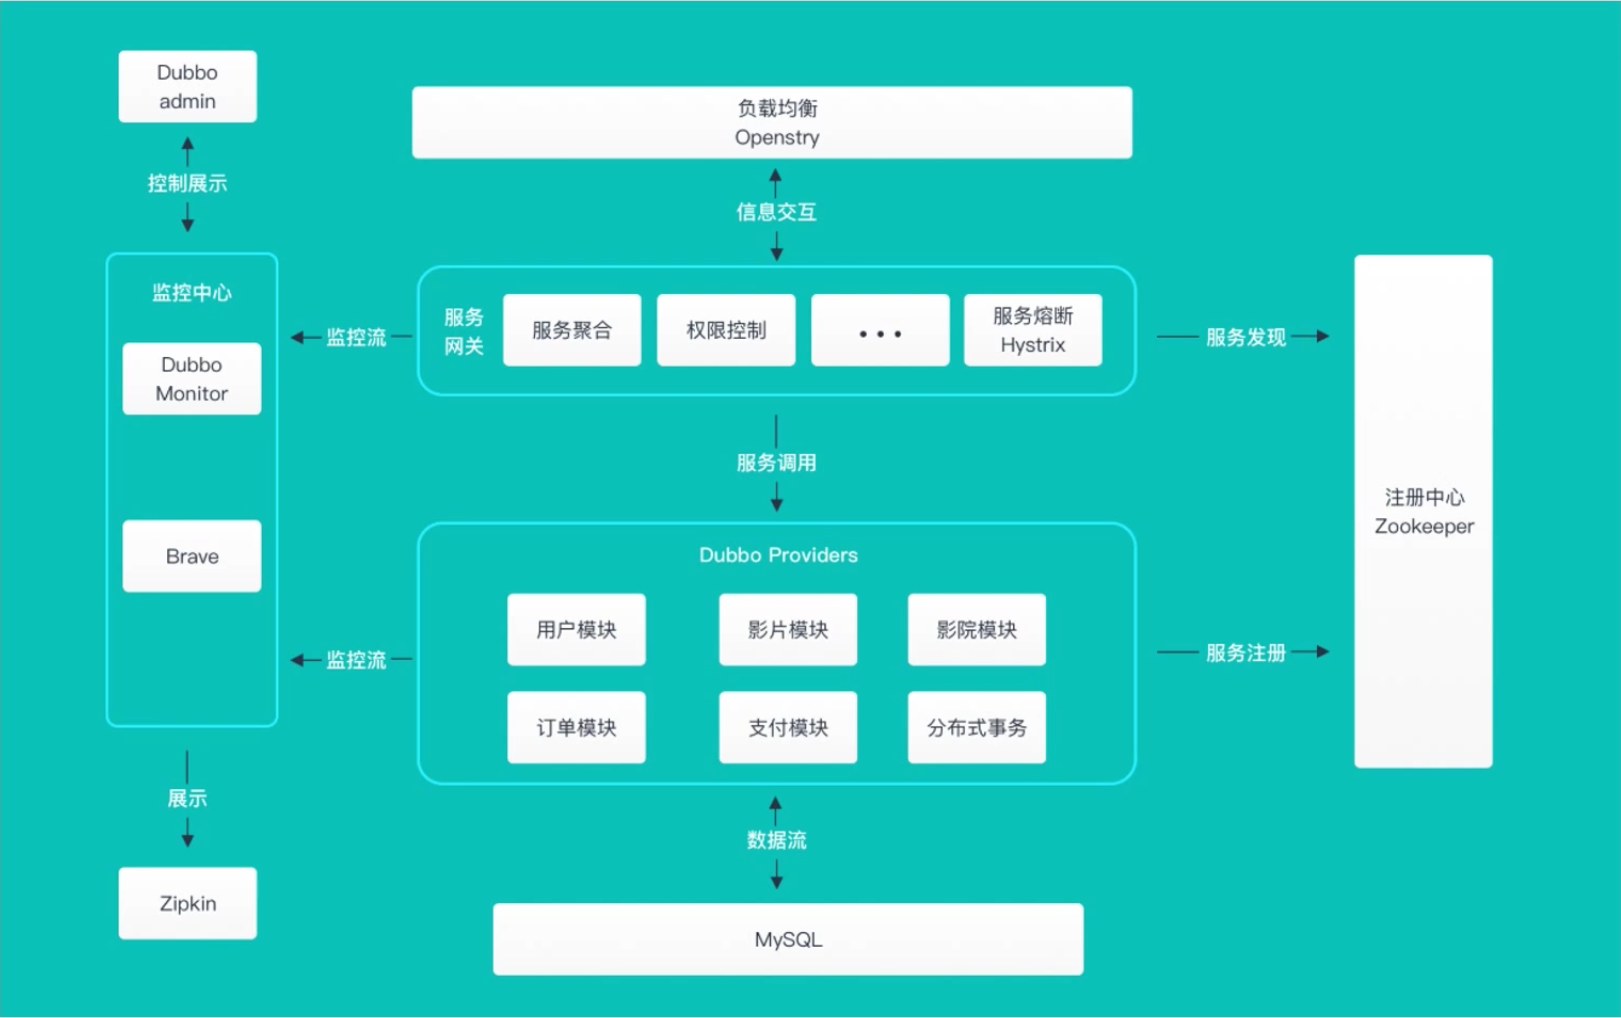 Dubbo
admin
控制展示
负载均衡
Openstry
信息交互
监控中心
Dubbo
Monitor
Brave
监控流
服务
网关
服务聚合
权限控制
...
服务熔断
Hystrix
服务发现
服务调用
Dubbo Providers
用户模块
影片模块
影院模块
订单模块
支付模块
分布式事务
监控流
服务注册
注册中心
Zookeeper
展示
Zipkin
数据流
MySQL